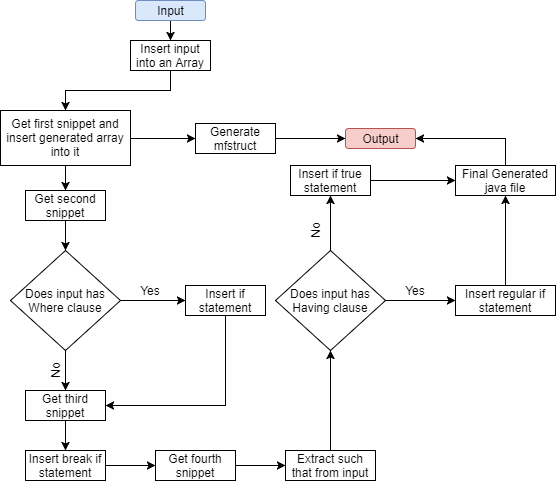 Input
Insert input
into an Array
Get first snippet and
insert generated array
into it
Generate
mfstruct
Output
Insert if true
statement
Final Generated
java file
Get second
snippet
No
Does input has
Where clause
Yes
Insert if
statement
Does input has
Having clause
Yes
Insert regular if
statement
No
Get third
snippet
Insert break if
statement
Get fourth
snippet
Extract such
that from input